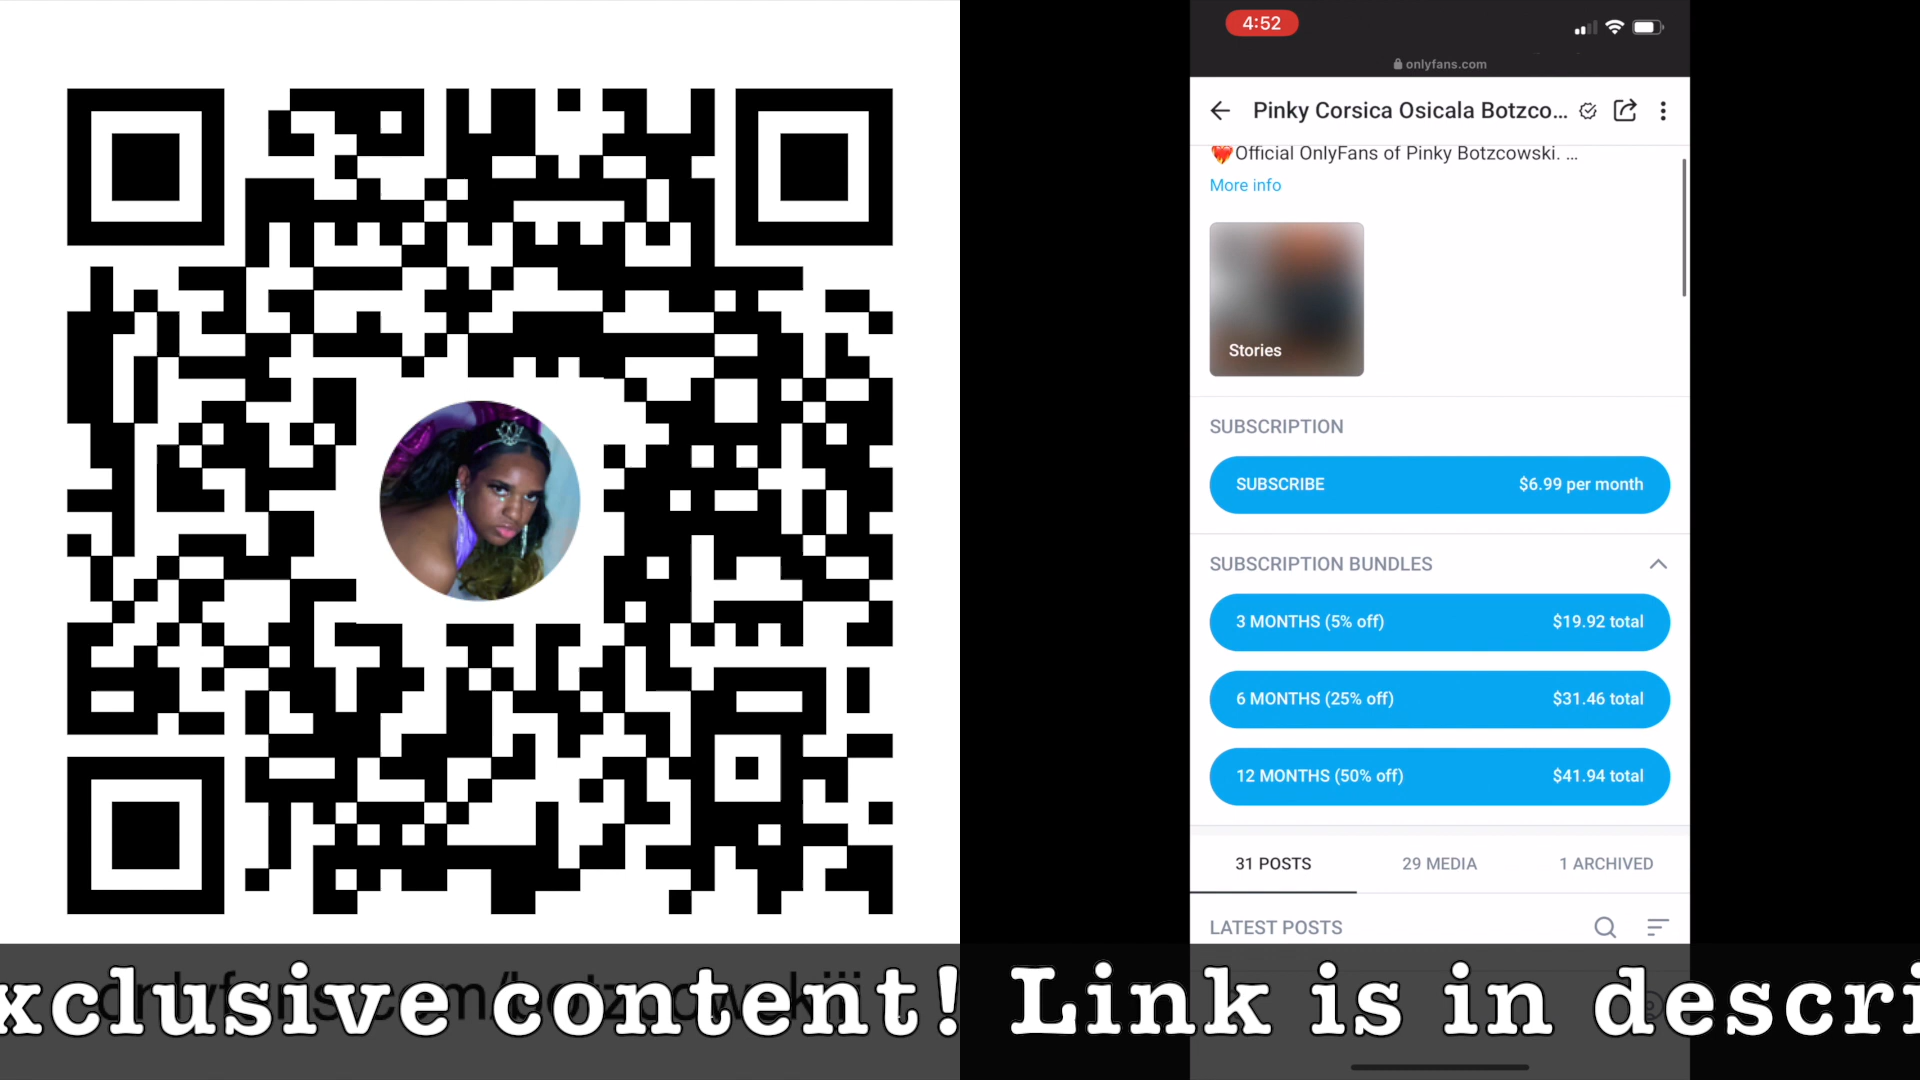 4:52
onlyfans.com
Pinky Corsica Osicala Botzco...
Official OnlyFans of Pinky Botzcowski. ...
More info
Stories
SUBSCRIPTION
SUBSCRIBE $6.99 per month
SUBSCRIPTION BUNDLES
3 MONTHS (5% off) $19.92 total
6 MONTHS (25% off) $31.46 total
12 MONTHS (50% off) $41.94 total
31 POSTS 29 MEDIA 1 ARCHIVED
LATEST POSTS
xclusive content! Link is in descri